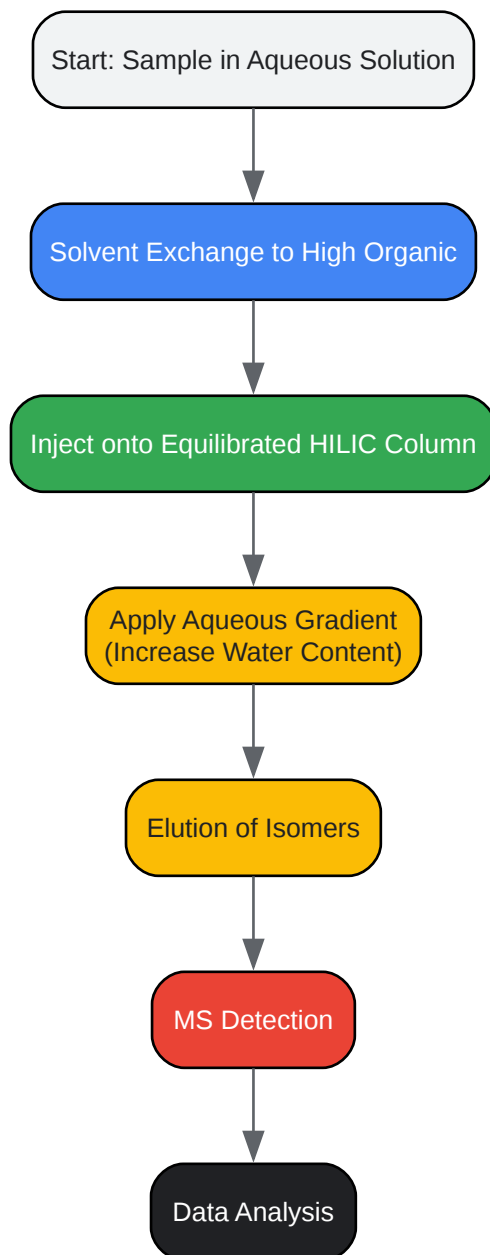 Start: Sample in Aqueous Solution
Solvent Exchange to High Organic
Inject onto Equilibrated HILIC Column
Apply Aqueous Gradient
(Increase Water Content)
Elution of Isomers
MS Detection
Data Analysis